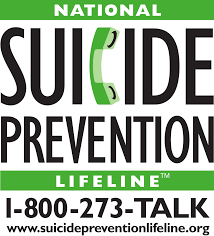 NATIONAL
SUICIDE
PREVENTION
LIFELINE™
1-800-273-TALK
www.suicidepreventionlifeline.org